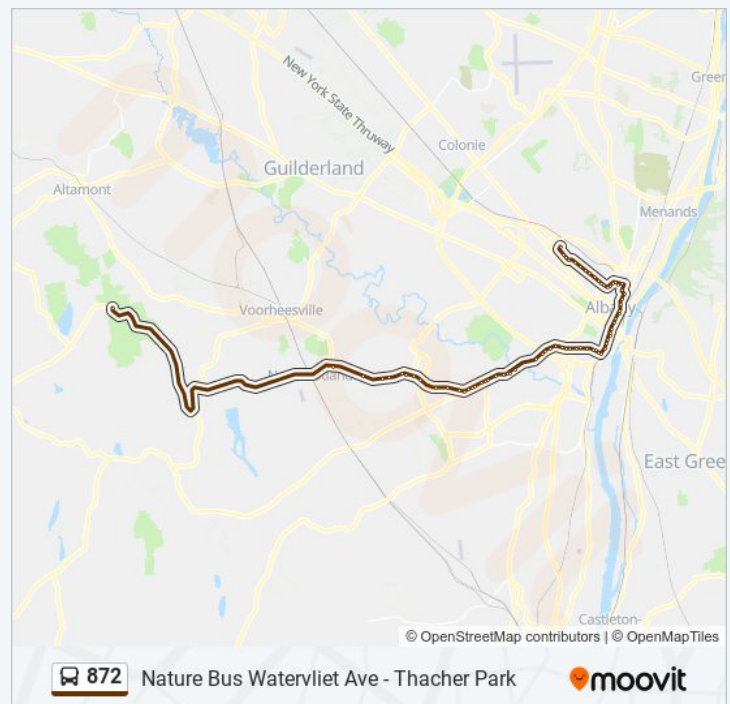 New York State Thruway
Green
Colonie
Guilderland
Altamont
Menands
Voorheesville
Albany
East Gree
Castleton-
© OpenStreetMap contributors | © OpenMapTiles
872 Nature Bus Watervliet Ave - Thacher Park moovit